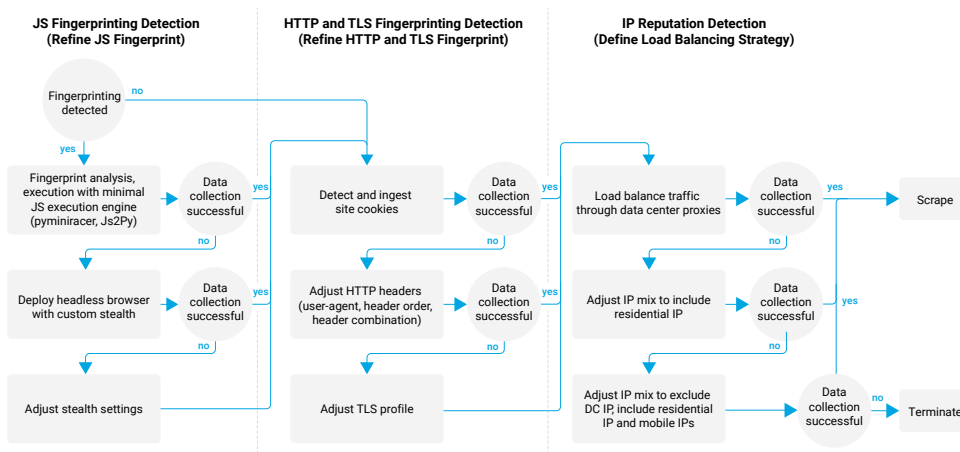 JS Fingerprinting Detection
(Refine JS Fingerprint)
HTTP and TLS Fingerprinting Detection
(Refine HTTP and TLS Fingerprint)
IP Reputation Detection
(Define Load Balancing Strategy)
Fingerprinting
detected
no
yes
Fingerprint analysis,
execution with minimal
JS execution engine
(pyminiracer, Js2Py)
Data
collection
successful
yes
no
Deploy headless browser
with custom stealth
Data
collection
successful
yes
no
Adjust stealth settings
Detect and ingest
site cookies
Data
collection
successful
yes
no
Adjust HTTP headers
(user-agent, header order,
header combination)
Data
collection
successful
yes
no
Adjust TLS profile
Load balance traffic
through data center proxies
Data
collection
successful
yes
no
Scrape
Adjust IP mix to include
residential IP
Data
collection
successful
yes
no
yes
Adjust IP mix to exclude
DC IP, include residential
IP and mobile IPs
Data
collection
successful
no
Terminate